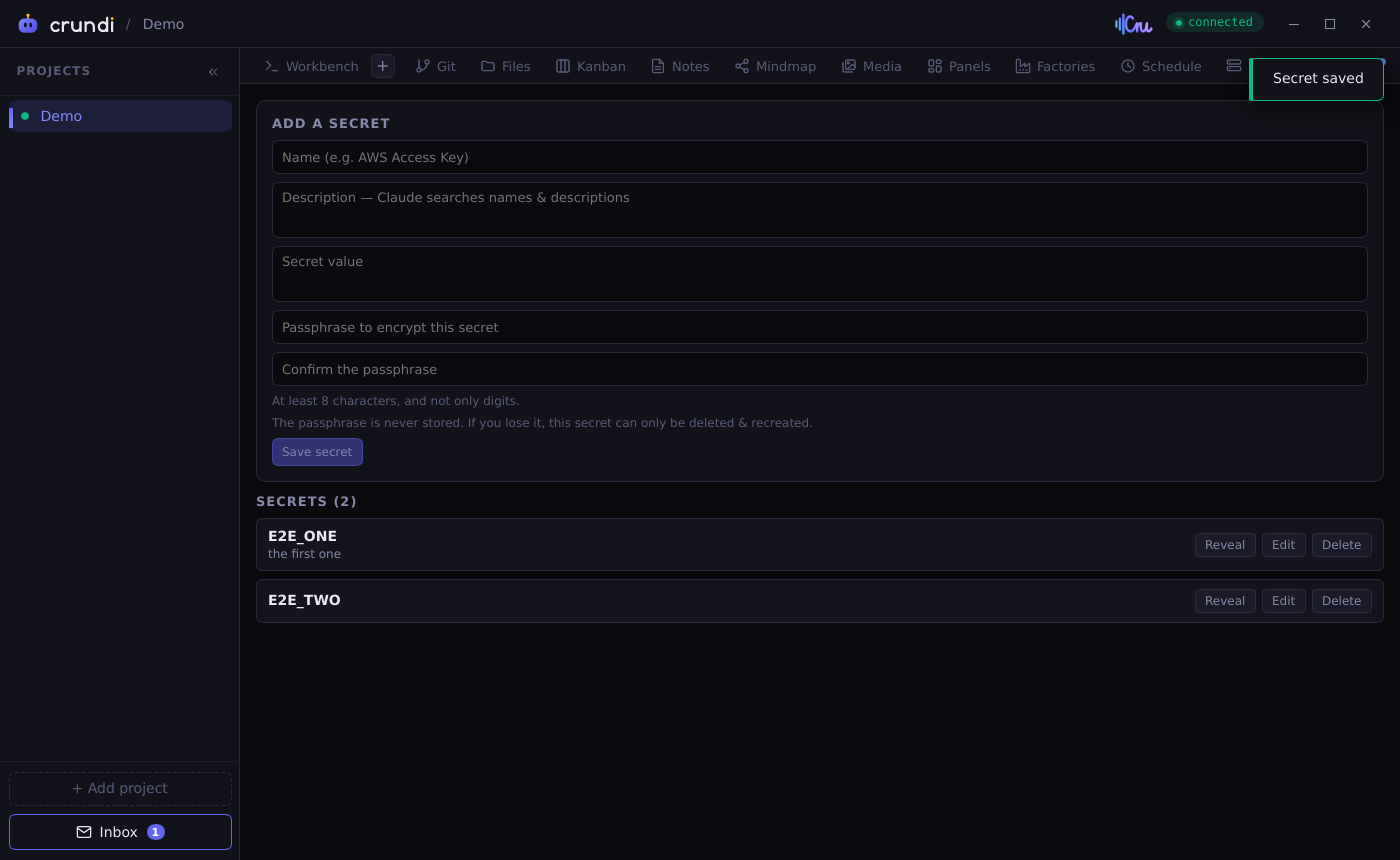 crundi / Demo
Cru
connected
PROJECTS «
Workbench + Git Files Kanban Notes Mindmap Media Panels Factories Schedule
Secret saved
Demo
ADD A SECRET
Name (e.g. AWS Access Key)
Description — Claude searches names & descriptions
Secret value
Passphrase to encrypt this secret
Confirm the passphrase
At least 8 characters, and not only digits.
The passphrase is never stored. If you lose it, this secret can only be deleted & recreated.
Save secret
SECRETS (2)
E2E_ONE
the first one
Reveal Edit Delete
E2E_TWO
Reveal Edit Delete
+ Add project
Inbox 1